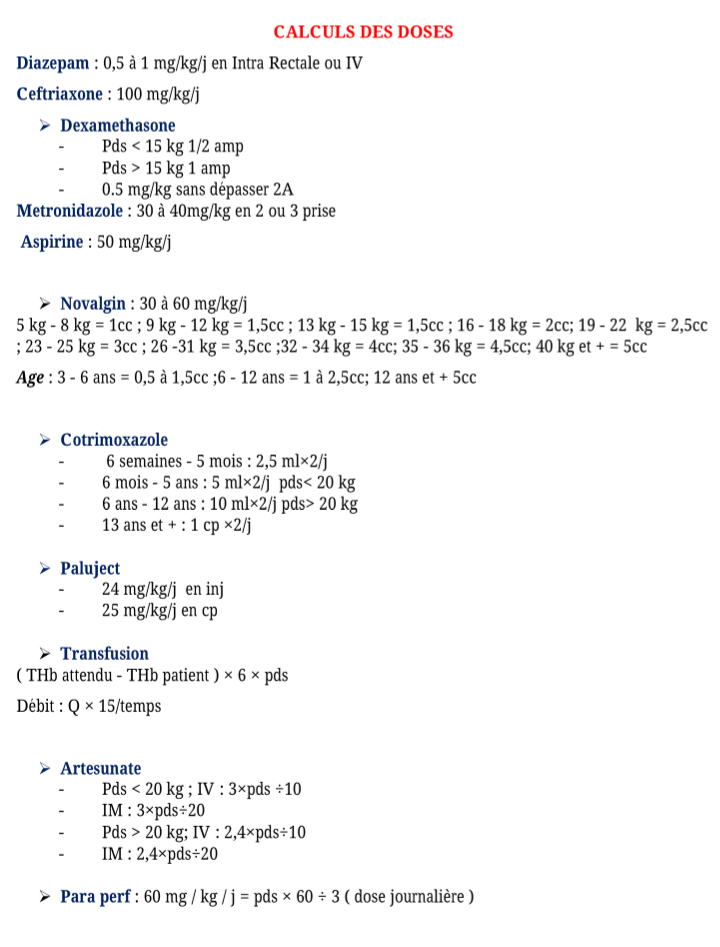 CALCULS DES DOSES
Diazepam : 0,5 à 1 mg/kg/j en Intra Rectale ou IV
Ceftriaxone : 100 mg/kg/j
➢ Dexamethasone
- Pds < 15 kg 1/2 amp
- Pds > 15 kg 1 amp
- 0.5 mg/kg sans dépasser 2A
Metronidazole : 30 à 40mg/kg en 2 ou 3 prise
Aspirine : 50 mg/kg/j
➢ Novalgin : 30 à 60 mg/kg/j
5 kg - 8 kg = 1cc ; 9 kg - 12 kg = 1,5cc ; 13 kg - 15 kg = 1,5cc ; 16 - 18 kg = 2cc; 19 - 22 kg = 2,5cc
; 23 - 25 kg = 3cc ; 26 -31 kg = 3,5cc ;32 - 34 kg = 4cc; 35 - 36 kg = 4,5cc; 40 kg et + = 5cc
Age : 3 - 6 ans = 0,5 à 1,5cc ;6 - 12 ans = 1 à 2,5cc; 12 ans et + 5cc
➢ Cotrimoxazole
- 6 semaines - 5 mois : 2,5 ml×2/j
- 6 mois - 5 ans : 5 ml×2/j pds< 20 kg
- 6 ans - 12 ans : 10 ml×2/j pds> 20 kg
- 13 ans et + : 1 cp ×2/j
➢ Paluject
- 24 mg/kg/j en inj
- 25 mg/kg/j en cp
➢ Transfusion
( THb attendu - THb patient ) × 6 × pds
Débit : Q × 15/temps
➢ Artesunate
- Pds < 20 kg ; IV : 3×pds ÷10
- IM : 3×pds÷20
- Pds > 20 kg; IV : 2,4×pds÷10
- IM : 2,4×pds÷20
➢ Para perf : 60 mg / kg / j = pds × 60 ÷ 3 ( dose journalière )